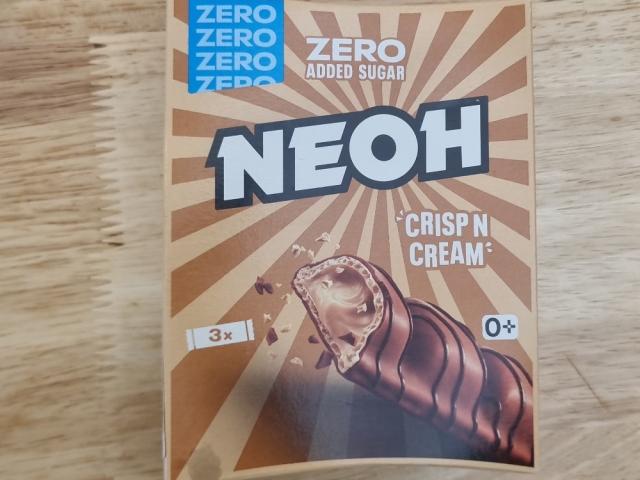 ZERO
ZERO
ZERO
ZERO
ZERO
ADDED SUGAR
NEOH
CRISP N
CREAM
3x
0+